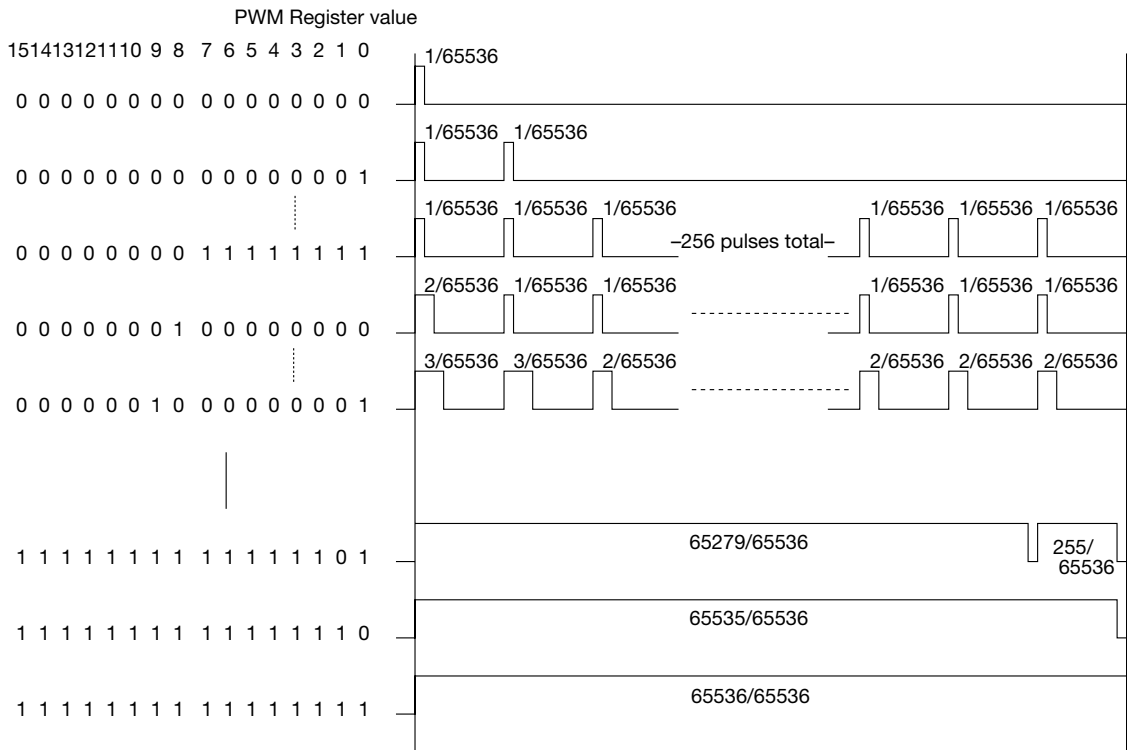 PWM Register value
15 14 13 12 11 10 9 8 7 6 5 4 3 2 1 0
1/65536
0 0 0 0 0 0 0 0 0 0 0 0 0 0 0 0
1/65536 1/65536
0 0 0 0 0 0 0 0 0 0 0 0 0 0 0 1
1/65536 1/65536 1/65536 1/65536 1/65536 1/65536
–256 pulses total–
0 0 0 0 0 0 0 0 1 1 1 1 1 1 1 1
2/65536 1/65536 1/65536 1/65536 1/65536 1/65536
0 0 0 0 0 0 0 1 0 0 0 0 0 0 0 0
3/65536 3/65536 2/65536 2/65536 2/65536 2/65536
0 0 0 0 0 0 1 0 0 0 0 0 0 0 0 1
65279/65536
255/
65536
1 1 1 1 1 1 1 1 1 1 1 1 1 1 0 1
65535/65536
1 1 1 1 1 1 1 1 1 1 1 1 1 1 1 0
65536/65536
1 1 1 1 1 1 1 1 1 1 1 1 1 1 1 1